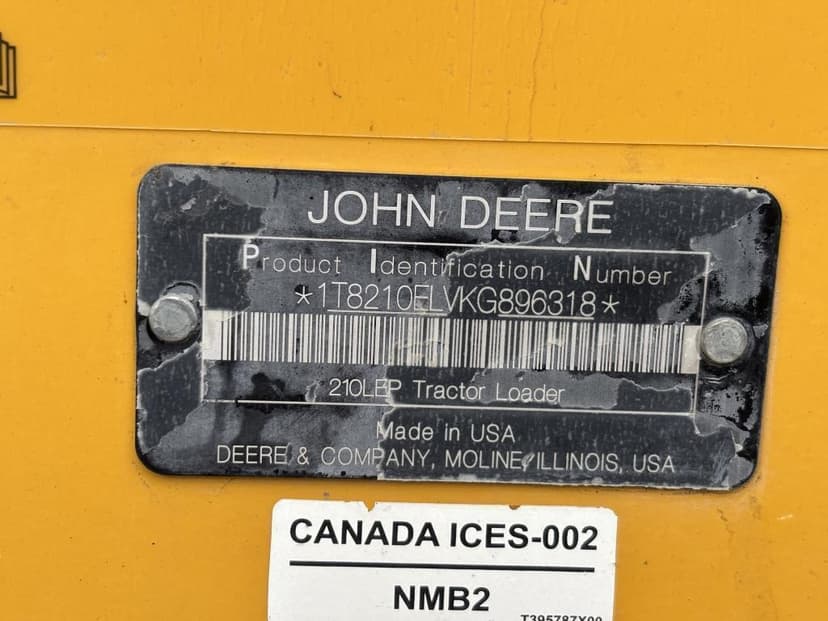 JOHN DEERE
Product Identification Number
*1T8210ELVKG896318*
210LEP Tractor Loader
Made in USA
DEERE & COMPANY, MOLINE, ILLINOIS, USA
CANADA ICES-002
NMB2
T395787X00